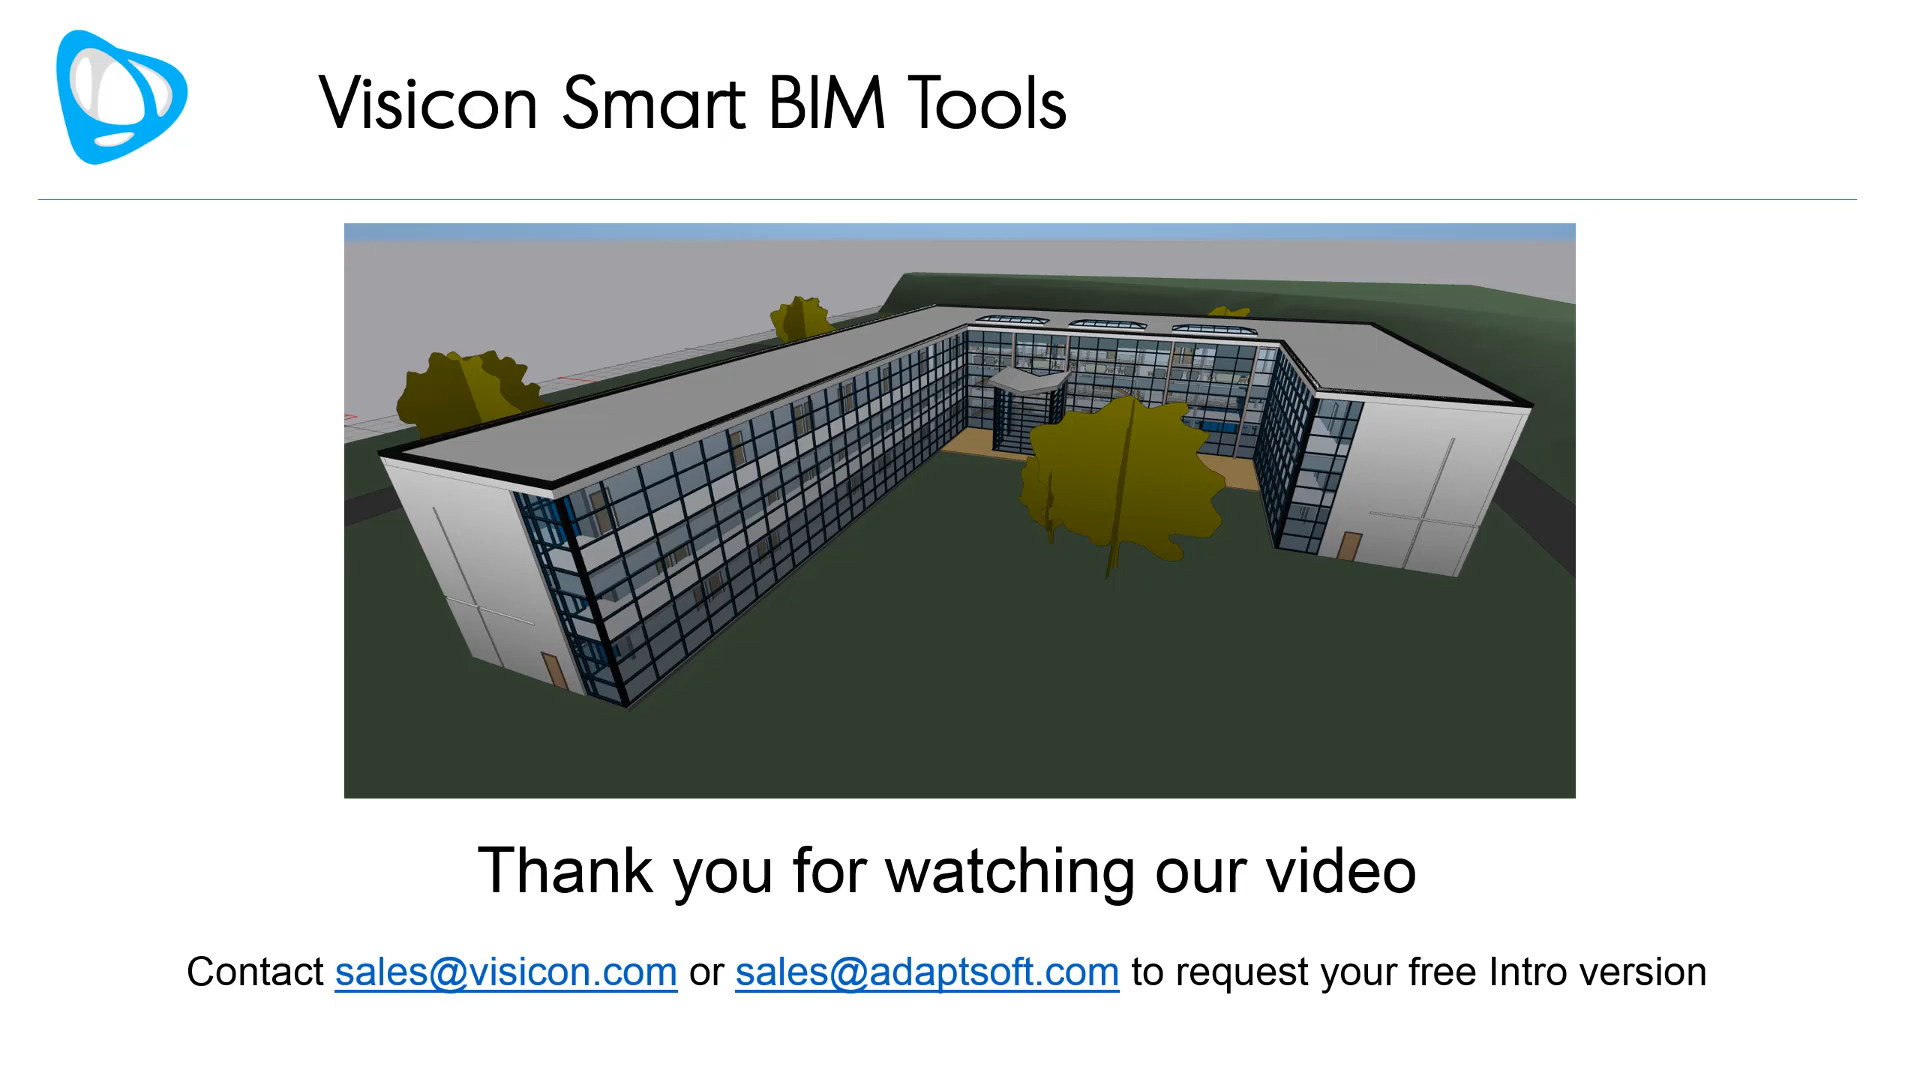 Visicon Smart BIM Tools
Thank you for watching our video
Contact sales@visicon.com or sales@adaptsoft.com to request your free Intro version